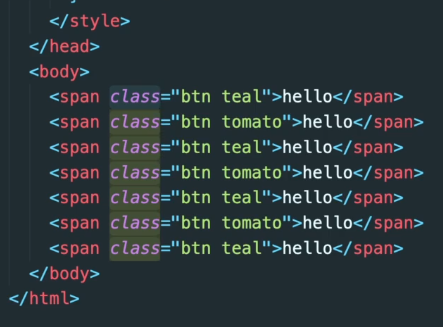 </style>
</head>
<body>
<span class="btn teal">hello</span>
<span class="btn tomato">hello</span>
<span class="btn teal">hello</span>
<span class="btn tomato">hello</span>
<span class="btn teal">hello</span>
<span class="btn tomato">hello</span>
<span class="btn teal">hello</span>
</body>
</html>